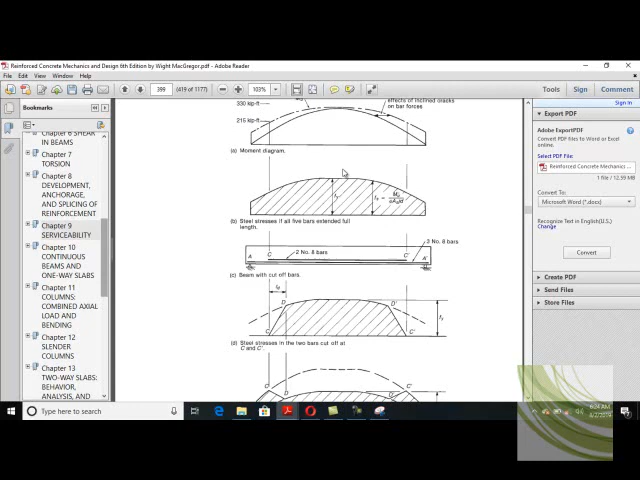 Reinforced Concrete Mechanics and Design 6th Edition by Wight MacGregor.pdf - Adobe Reader
File Edit View Window Help
399 (419 of 1177) 103% Tools Sign Comment
Sign In
Bookmarks
Chapter 6 SHEAR
IN BEAMS
Chapter 7
TORSION
Chapter 8
DEVELOPMENT,
ANCHORAGE,
AND SPLICING OF
REINFORCEMENT
Chapter 9
SERVICEABILITY
Chapter 10
CONTINUOUS
BEAMS AND
ONE-WAY SLABS
Chapter 11
COLUMNS:
COMBINED AXIAL
LOAD AND
BENDING
Chapter 12
SLENDER
COLUMNS
Chapter 13
TWO-WAY SLABS:
BEHAVIOR,
ANALYSIS, AND
330 kip-ft
effects of inclined cracks
on bar forces
215 kip-ft
(a) Moment diagram.
(b) Steel stresses if all five bars extended full
length.
A C 2 No. 8 bars C' A' 3 No. 8 bars
(c) Beam with cut off bars.
D D'
C C'
(d) Steel stresses in the two bars cut off at
C and C'.
C D D' C'
Export PDF
Adobe ExportPDF
Convert PDF files to Word or Excel
online.
Select PDF File:
Reinforced Concrete Mechanics ...
1 file / 12.59 MB
Convert To:
Microsoft Word (*.docx)
Recognize Text in English(U.S.)
Change
Convert
Create PDF
Send Files
Store Files
Type here to search
6:24 AM